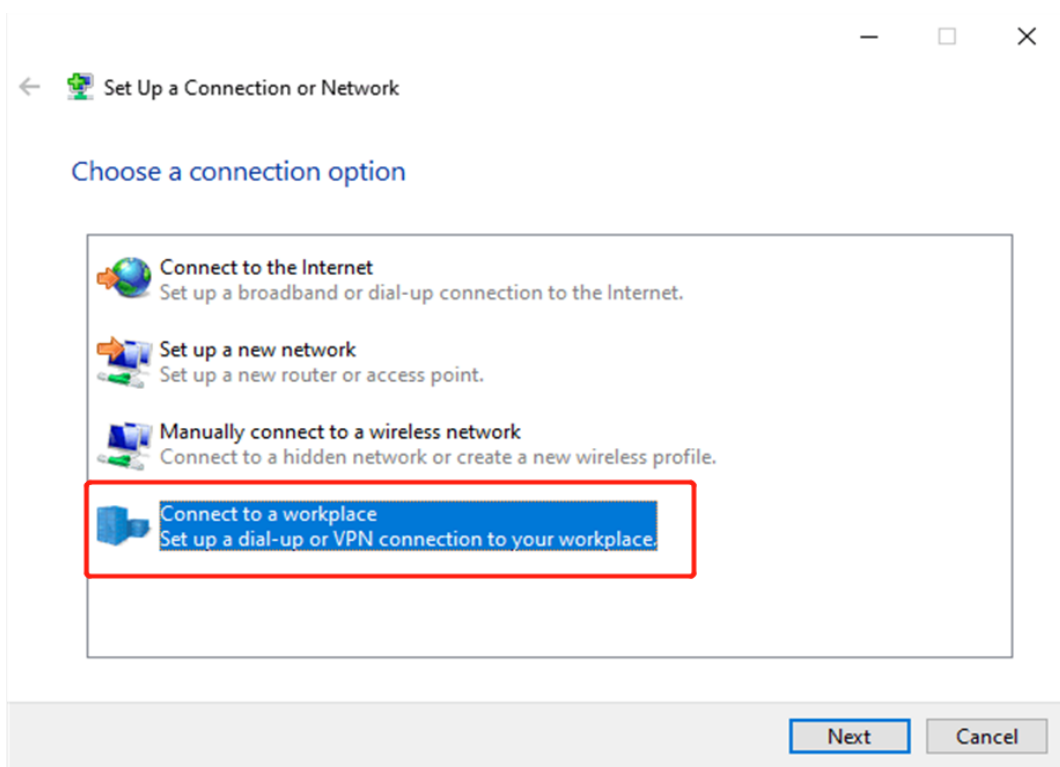 Set Up a Connection or Network
Choose a connection option
Connect to the Internet
Set up a broadband or dial-up connection to the Internet.
Set up a new network
Set up a new router or access point.
Manually connect to a wireless network
Connect to a hidden network or create a new wireless profile.
Connect to a workplace
Set up a dial-up or VPN connection to your workplace.
Next
Cancel